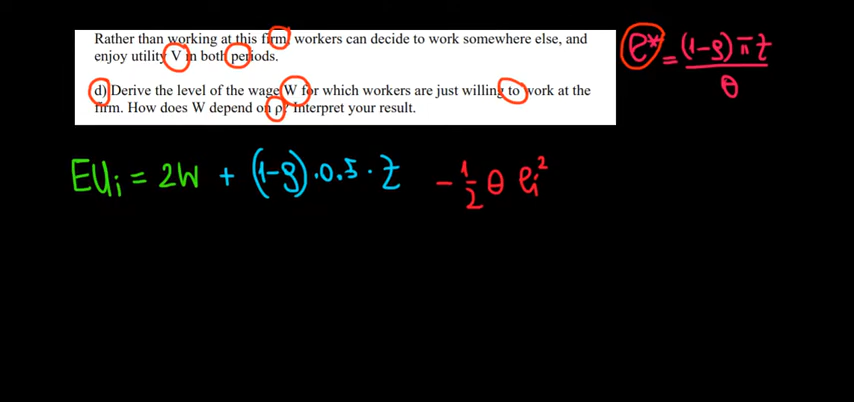 Rather than working at this firm, workers can decide to work somewhere else, and
enjoy utility V in both periods.
d) Derive the level of the wage W for which workers are just willing to work at the
firm. How does W depend on ρ? Interpret your result.
e* = (1-ρ) π z / θ
EUi = 2W + (1-ρ) · 0.5 · z - 1/2 θ ei²